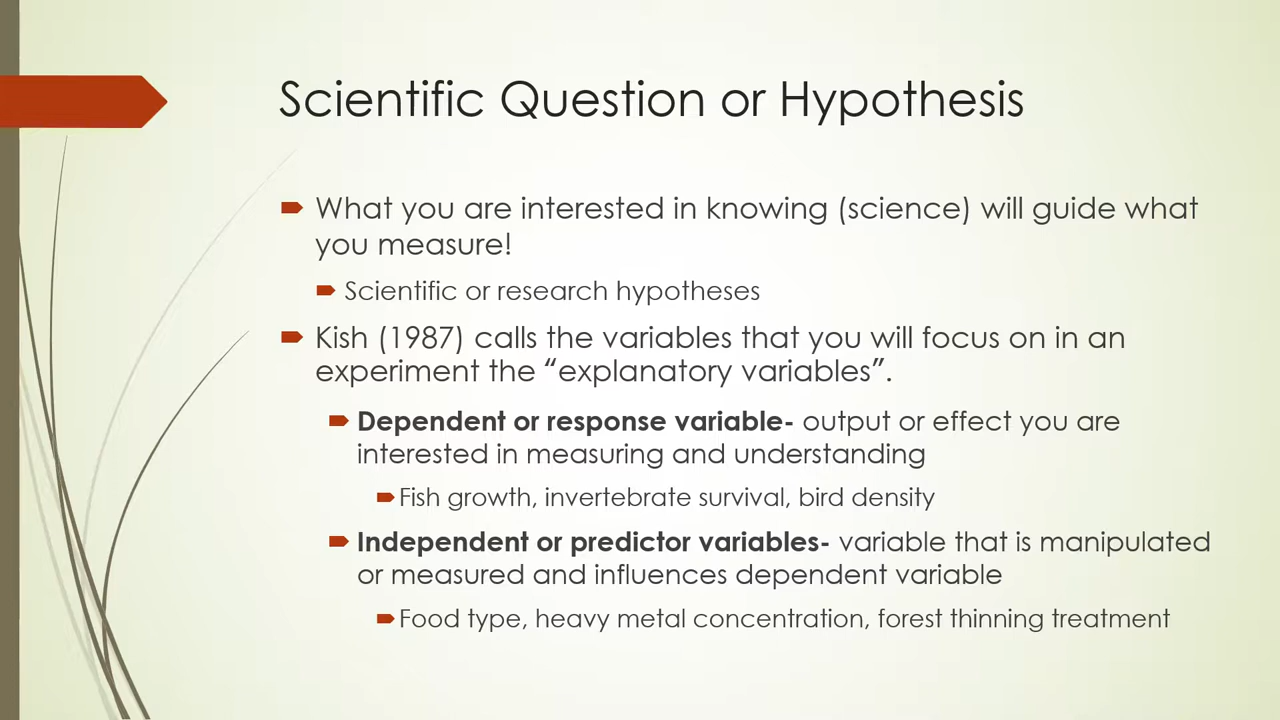 Scientific Question or Hypothesis
What you are interested in knowing (science) will guide what
you measure!
Scientific or research hypotheses
Kish (1987) calls the variables that you will focus on in an
experiment the “explanatory variables”.
Dependent or response variable- output or effect you are
interested in measuring and understanding
Fish growth, invertebrate survival, bird density
Independent or predictor variables- variable that is manipulated
or measured and influences dependent variable
Food type, heavy metal concentration, forest thinning treatment